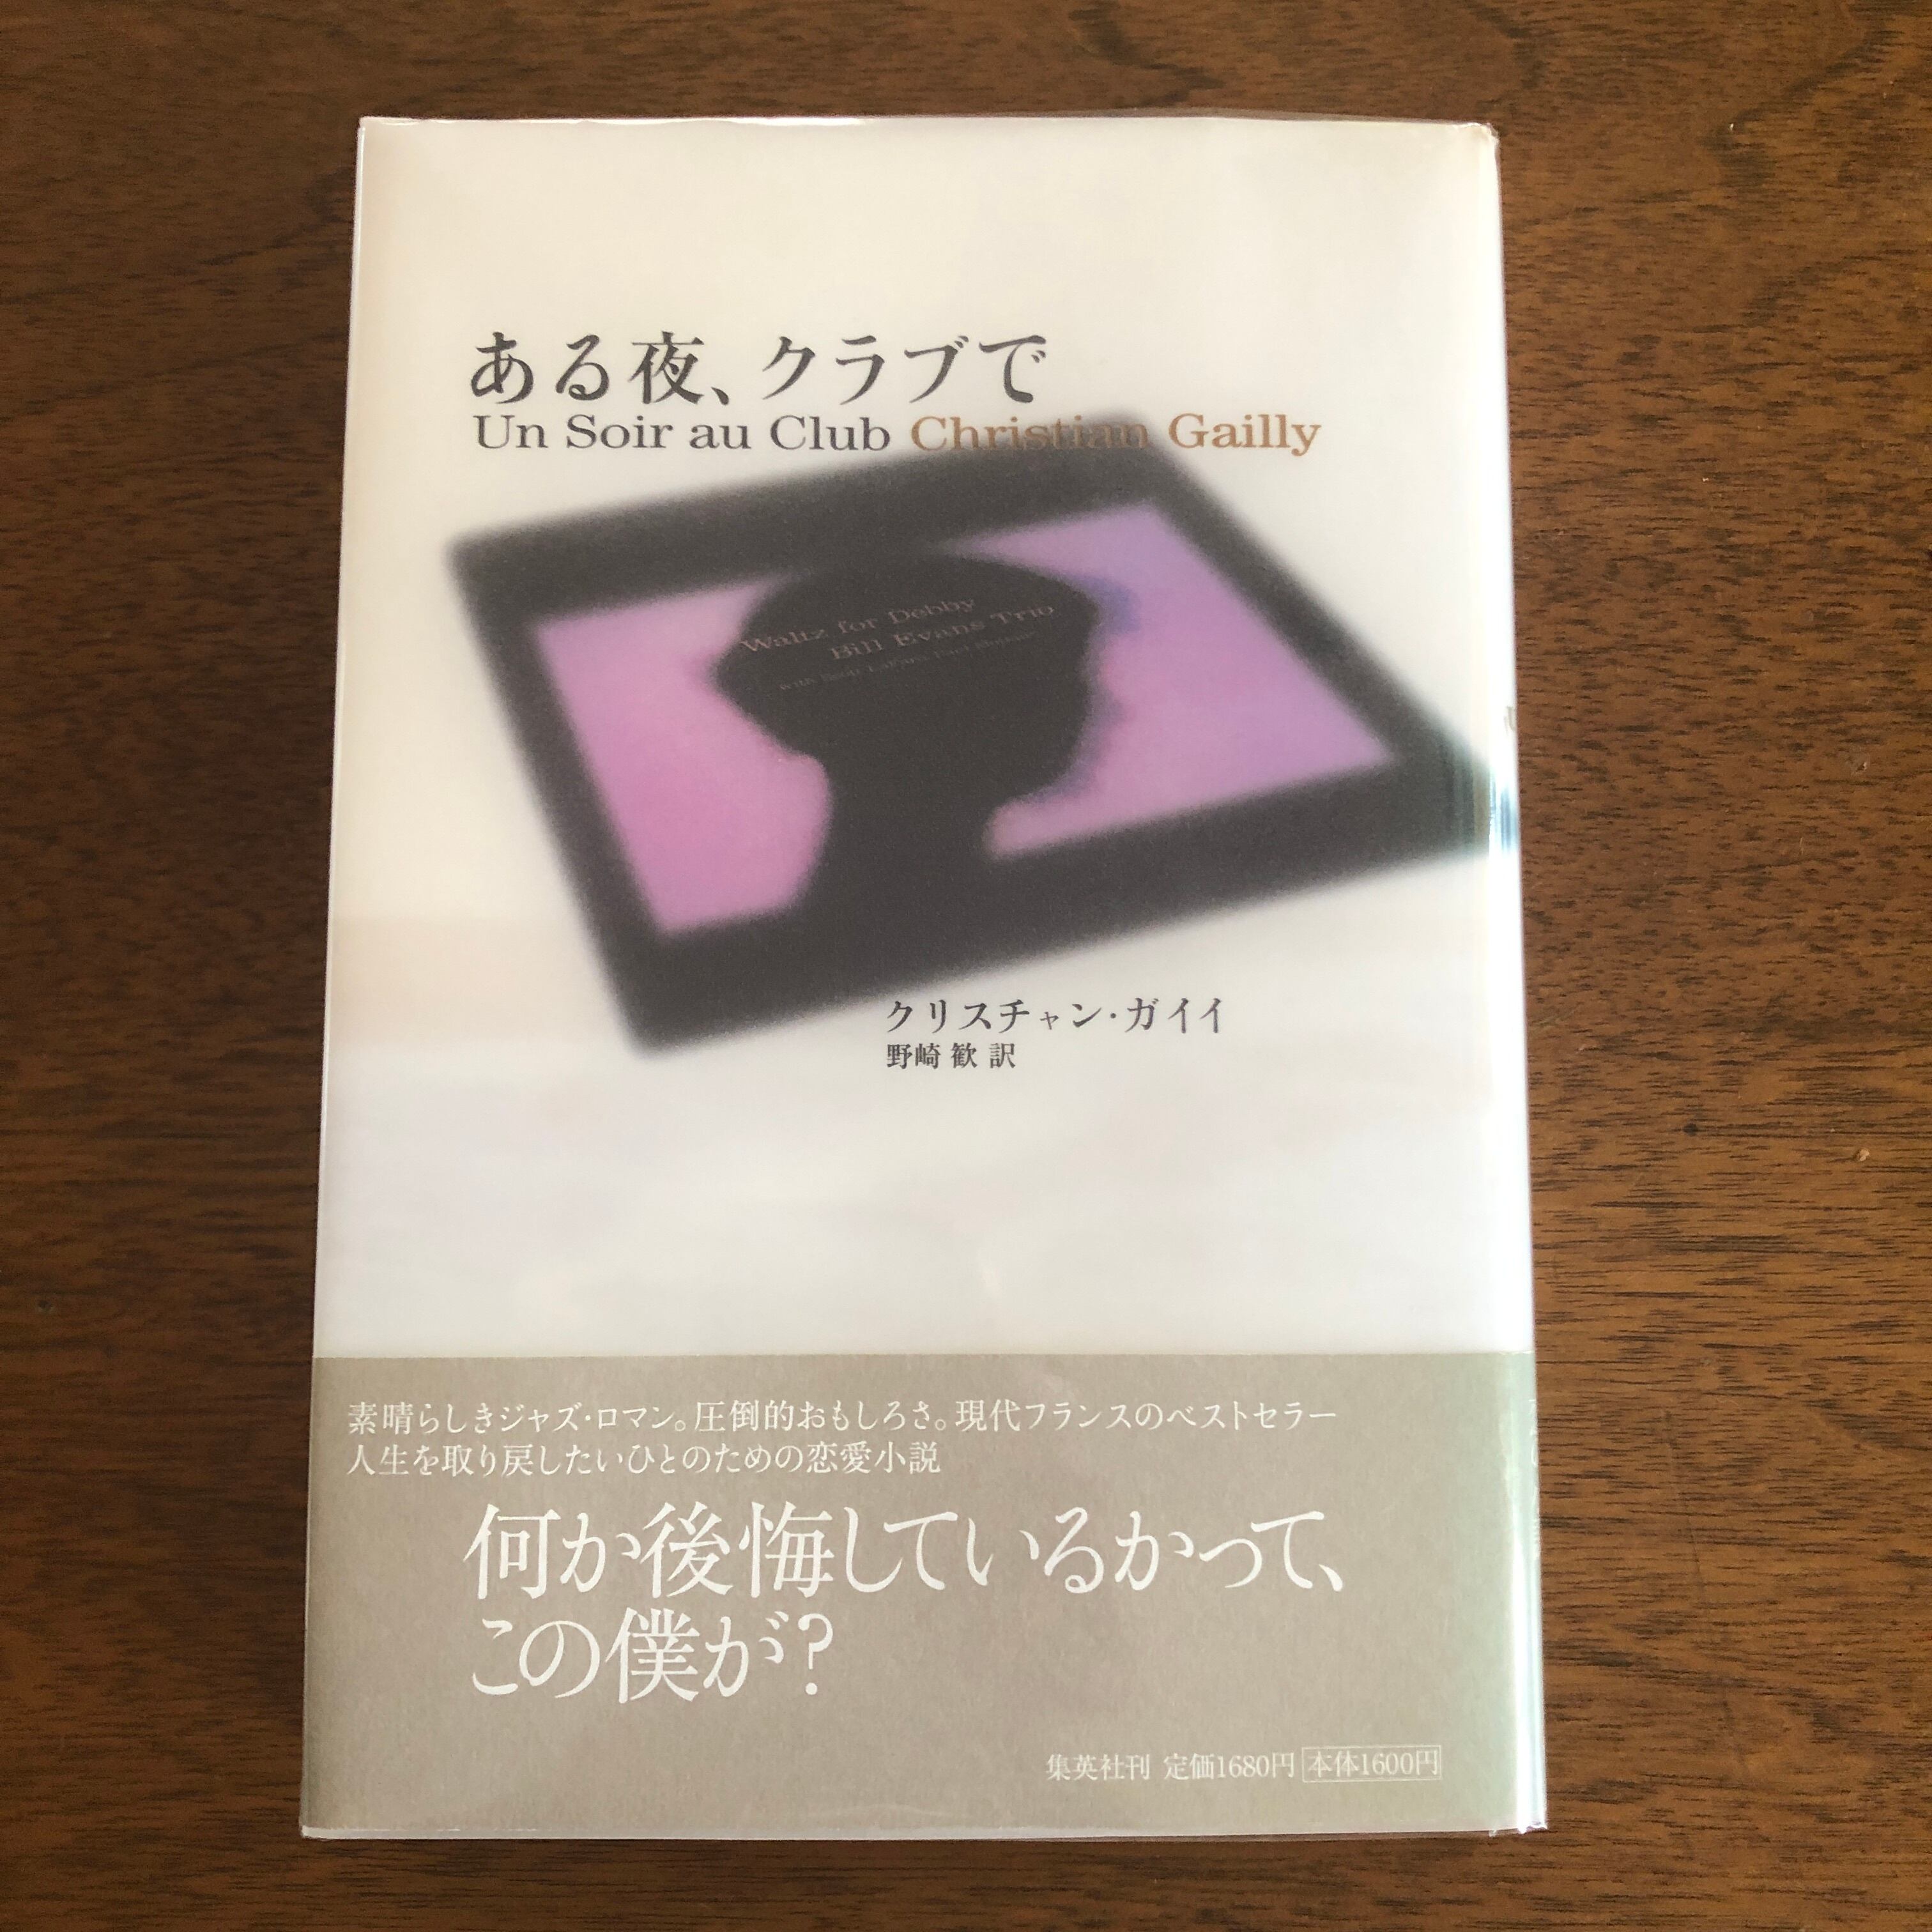 ある夜、クラブで
Un Soir au Club Christian Gailly
Waltz for Debby
Bill Evans Trio
クリスチャン・ガイイ
野崎 歓 訳
素晴らしきジャズ・ロマン。圧倒的おもしろさ。現代フランスのベストセラー
人生を取り戻したいひとのための恋愛小説
何か後悔しているかって、
この僕が?
集英社刊 定価1680円 本体1600円